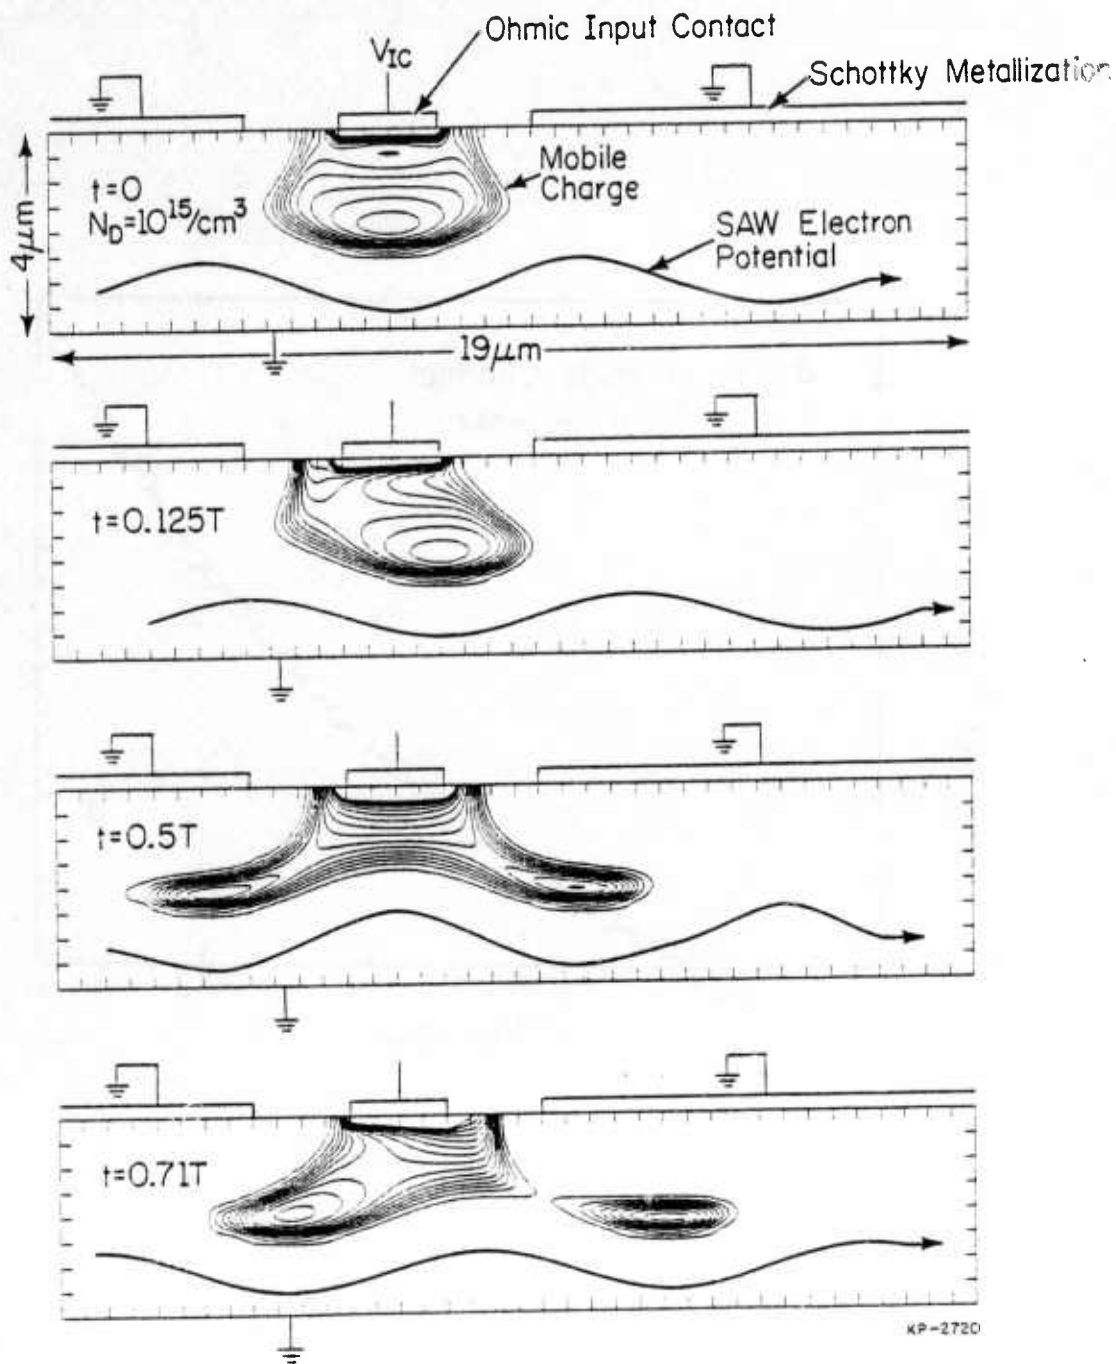 Ohmic Input Contact
V_IC
Schottky Metallization
t=0
N_D=10^15/cm^3
Mobile
Charge
SAW Electron
Potential
4μm
19μm
t=0.125T
t=0.5T
t=0.71T
KP-2720